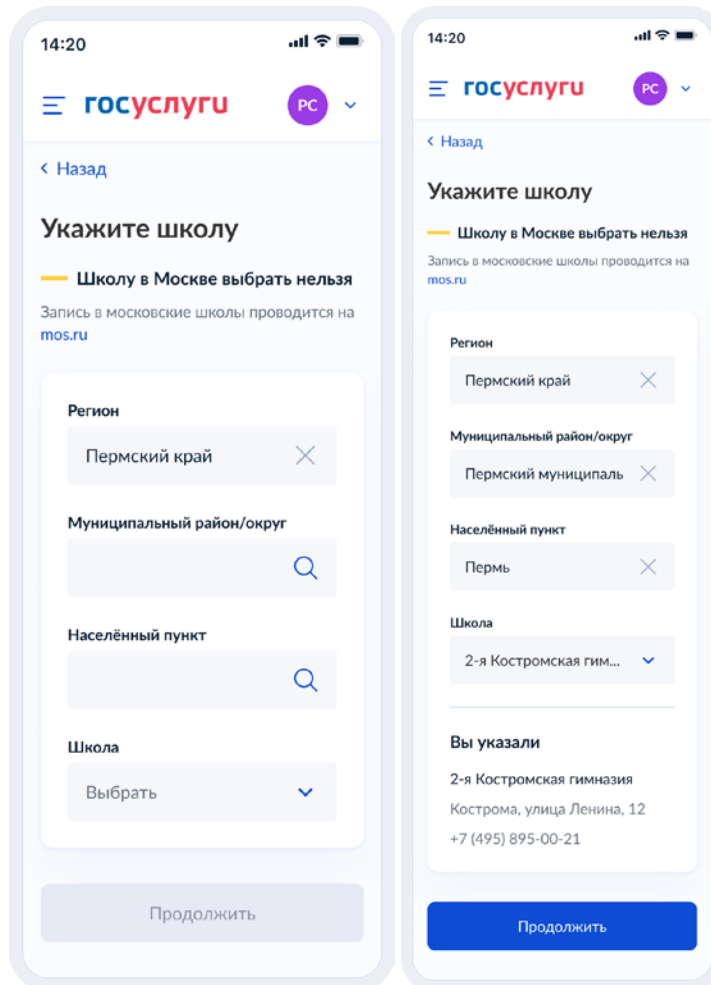 14:20
госуслуги
РС
Назад
Укажите школу
Школу в Москве выбрать нельзя
Запись в московские школы проводится на
mos.ru
Регион
Пермский край
Муниципальный район/округ
Населённый пункт
Школа
Выбрать
Продолжить
14:20
госуслуги
РС
Назад
Укажите школу
Школу в Москве выбрать нельзя
Запись в московские школы проводится на
mos.ru
Регион
Пермский край
Муниципальный район/округ
Пермский муниципаль
Населённый пункт
Пермь
Школа
2-я Костромская гим...
Вы указали
2-я Костромская гимназия
Кострома, улица Ленина, 12
+7 (495) 895-00-21
Продолжить